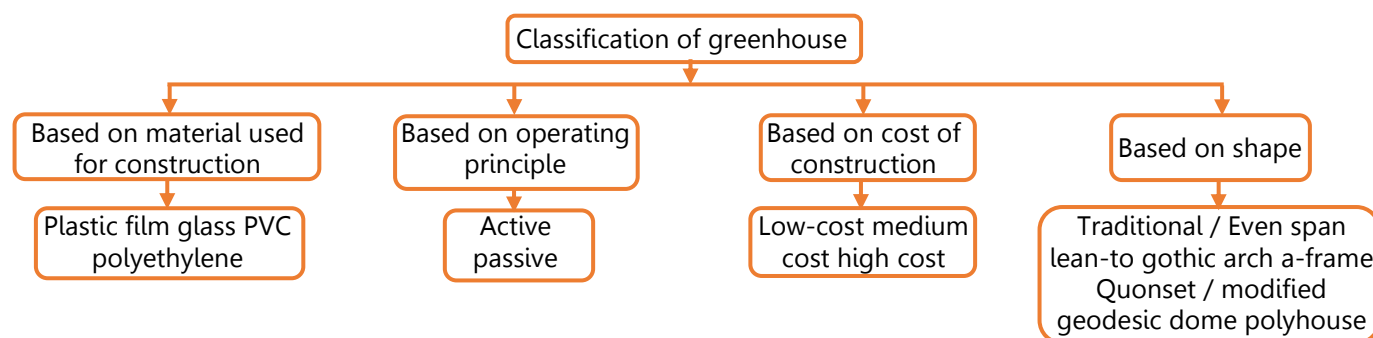 Classification of greenhouse
Based on material used
for construction
Based on operating
principle
Based on cost of
construction
Based on shape
Plastic film glass PVC
polyethylene
Active
passive
Low-cost medium
cost high cost
Traditional / Even span
lean-to gothic arch a-frame
Quonset / modified
geodesic dome polyhouse